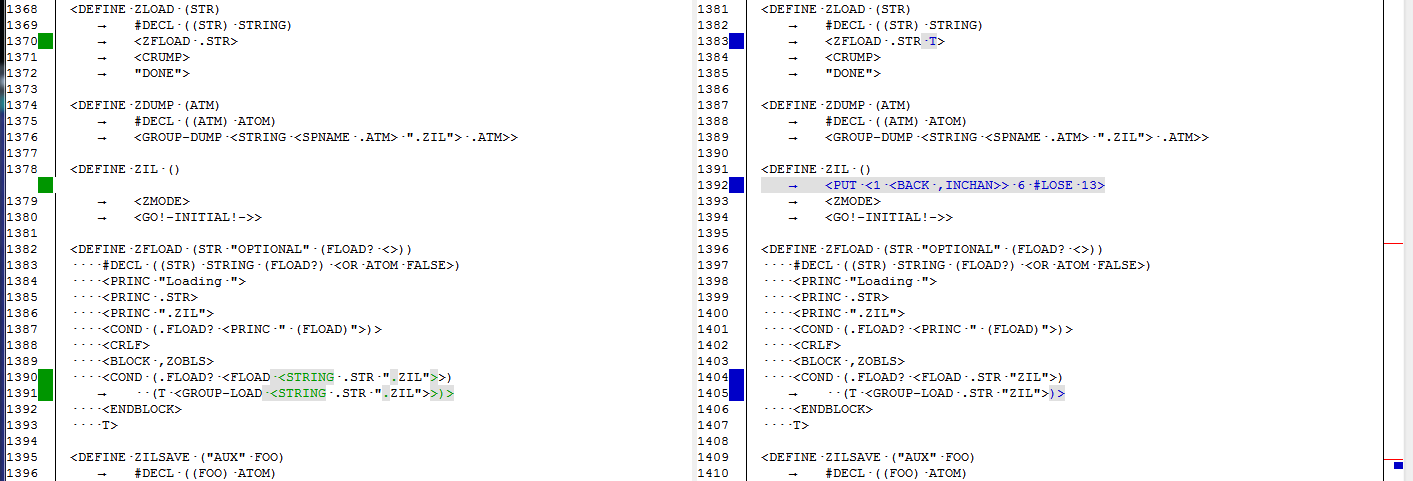 1368 <DEFINE·ZLOAD·(STR)
1369 → #DECL·((STR)·STRING)
1370 → <ZFLOAD·.STR>
1371 → <CRUMP>
1372 → "DONE">
1373
1374 <DEFINE·ZDUMP·(ATM)
1375 → #DECL·((ATM)·ATOM)
1376 → <GROUP-DUMP·<STRING·<SPNAME·.ATM>·".ZIL">·.ATM>>
1377
1378 <DEFINE·ZIL·()
1379 → <ZMODE>
1380 → <GO!-INITIAL!->>
1381
1382 <DEFINE·ZFLOAD·(STR·"OPTIONAL"·(FLOAD?·<>))
1383 ····#DECL·((STR)·STRING·(FLOAD?)·<OR·ATOM·FALSE>)
1384 ····<PRINC·"Loading·">
1385 ····<PRINC·.STR>
1386 ····<PRINC·".ZIL">
1387 ····<COND·(.FLOAD?·<PRINC·"·(FLOAD)">)>
1388 ····<CRLF>
1389 ····<BLOCK·,ZOBLS>
1390 ····<COND·(.FLOAD?·<FLOAD·<STRING·.STR·".ZIL">>)
1391 → ··(T·<GROUP-LOAD·<STRING·.STR·".ZIL">>)>
1392 ····<ENDBLOCK>
1393 ····T>
1394
1395 <DEFINE·ZILSAVE·("AUX"·FOO)
1396 → #DECL·((FOO)·ATOM)
1381 <DEFINE·ZLOAD·(STR)
1382 → #DECL·((STR)·STRING)
1383 → <ZFLOAD·.STR·T>
1384 → <CRUMP>
1385 → "DONE">
1386
1387 <DEFINE·ZDUMP·(ATM)
1388 → #DECL·((ATM)·ATOM)
1389 → <GROUP-DUMP·<STRING·<SPNAME·.ATM>·".ZIL">·.ATM>>
1390
1391 <DEFINE·ZIL·()
1392 → <PUT·<1·<BACK·,INCHAN>>·6·#LOSE·13>
1393 → <ZMODE>
1394 → <GO!-INITIAL!->>
1395
1396 <DEFINE·ZFLOAD·(STR·"OPTIONAL"·(FLOAD?·<>))
1397 ····#DECL·((STR)·STRING·(FLOAD?)·<OR·ATOM·FALSE>)
1398 ····<PRINC·"Loading·">
1399 ····<PRINC·.STR>
1400 ····<PRINC·".ZIL">
1401 ····<COND·(.FLOAD?·<PRINC·"·(FLOAD)">)>
1402 ····<CRLF>
1403 ····<BLOCK·,ZOBLS>
1404 ····<COND·(.FLOAD?·<FLOAD·.STR·"ZIL">)
1405 → ··(T·<GROUP-LOAD·.STR·"ZIL">)>
1406 ····<ENDBLOCK>
1407 ····T>
1408
1409 <DEFINE·ZILSAVE·("AUX"·FOO)
1410 → #DECL·((FOO)·ATOM)